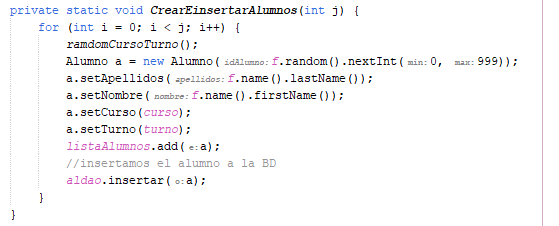 private static void CrearEinsertarAlumnos(int j) {
for (int i = 0; i < j; i++) {
ramdomCursoTurno();
Alumno a = new Alumno( idAlumno: f.random().nextInt( min: 0, max: 999));
a.setApellidos( apellidos: f.name().lastName());
a.setNombre( nombre: f.name().firstName());
a.setCurso(curso);
a.setTurno(turno);
listaAlumnos.add( e: a);
//insertamos el alumno a la BD
aldao.insertar( o: a);
}
}